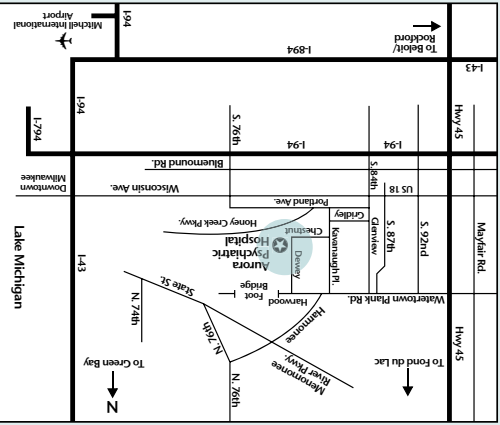 Mitchell International
Airport
I-94
I-894
To Beloit/
Rockford
I-43
I-94
I-794
S. 76th
I-94
I-94
Hwy 45
Bluemound Rd.
S. 84th
Downtown
Milwaukee
Wisconsin Ave.
US 18
Portland Ave.
Gridley
Honey Creek Pkwy.
Chestnut
Kavanaugh Pl.
Glenview
S. 87th
S. 92nd
Mayfair Rd.
Lake Michigan
I-43
Aurora
Psychiatric
Hospital
Dewey
Foot
Bridge
Harwood
Watertown Plank Rd.
State St.
N. 74th
N. 76th
Harmonee
Menomonee
River Pkwy.
Hwy 45
To Green Bay
N
N. 76th
To Fond du Lac